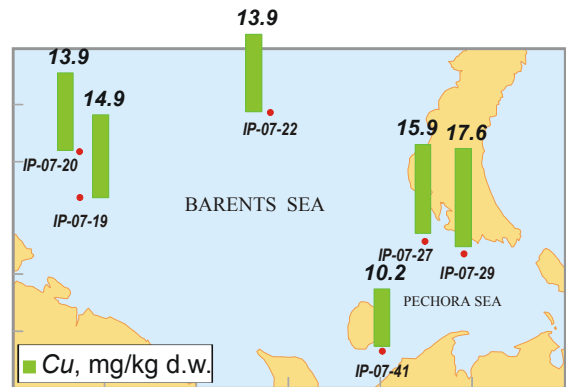 13.9
13.9
14.9
IP-07-22
15.9
17.6
IP-07-20
IP-07-19
BARENTS SEA
IP-07-27
IP-07-29
10.2
PECHORA SEA
Cu, mg/kg d.w.
IP-07-41